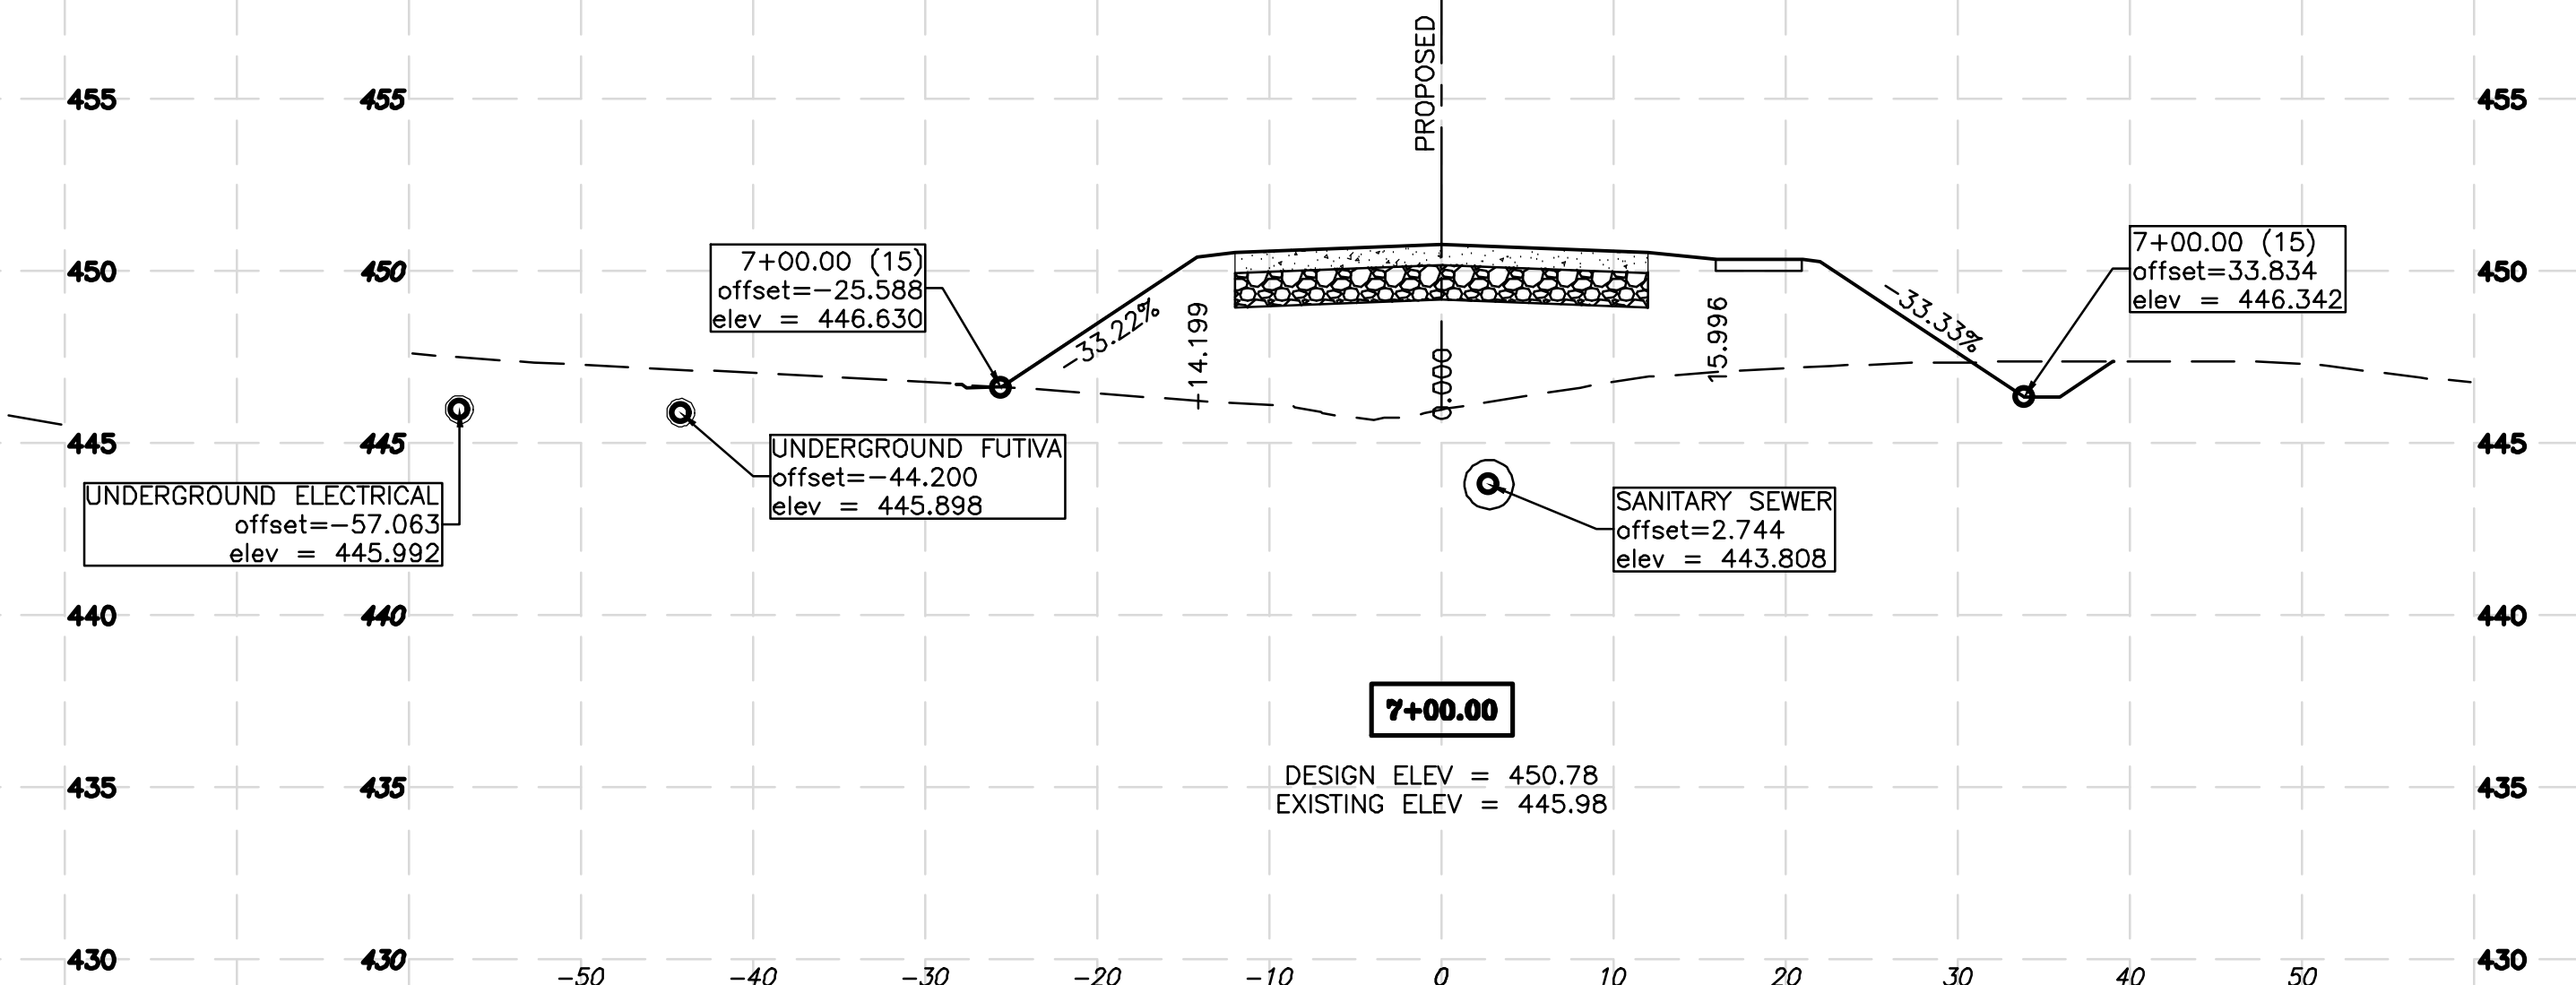 PROPOSED
455 455 455
7+00.00 (15)
offset=-25.588
elev = 446.630
7+00.00 (15)
offset=33.834
elev = 446.342
450 450 450
-33.22%
-33.33%
+14.199
0.000
15.996
445 445 445
UNDERGROUND FUTIVA
offset=-44.200
elev = 445.898
UNDERGROUND ELECTRICAL
offset=-57.063
elev = 445.992
SANITARY SEWER
offset=2.744
elev = 443.808
440 440 440
7+00.00
DESIGN ELEV = 450.78
EXISTING ELEV = 445.98
435 435 435
430 430 430
-50 -40 -30 -20 -10 0 10 20 30 40 50